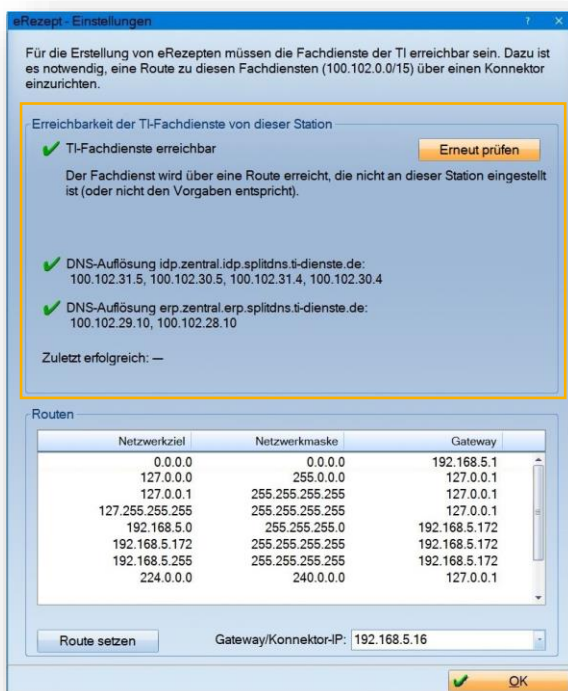 eRezept - Einstellungen ? ×
Für die Erstellung von eRezepten müssen die Fachdienste der TI erreichbar sein. Dazu ist
es notwendig, eine Route zu diesen Fachdiensten (100.102.0.0/15) über einen Konnektor
einzurichten.
Erreichbarkeit der TI-Fachdienste von dieser Station
TI-Fachdienste erreichbar Erneut prüfen
Der Fachdienst wird über eine Route erreicht, die nicht an dieser Station eingestellt
ist (oder nicht den Vorgaben entspricht).
DNS-Auflösung idp.zentral.idp.splitdns.ti-dienste.de:
100.102.31.5, 100.102.30.5, 100.102.31.4, 100.102.30.4
DNS-Auflösung erp.zentral.erp.splitdns.ti-dienste.de:
100.102.29.10, 100.102.28.10
Zuletzt erfolgreich: —
Routen
Netzwerkziel Netzwerkmaske Gateway
0.0.0.0 0.0.0.0 192.168.5.1
127.0.0.0 255.0.0.0 127.0.0.1
127.0.0.1 255.255.255.255 127.0.0.1
127.255.255.255 255.255.255.255 127.0.0.1
192.168.5.0 255.255.255.0 192.168.5.172
192.168.5.172 255.255.255.255 192.168.5.172
192.168.5.255 255.255.255.255 192.168.5.172
224.0.0.0 240.0.0.0 127.0.0.1
Route setzen Gateway/Konnektor-IP: 192.168.5.16
OK